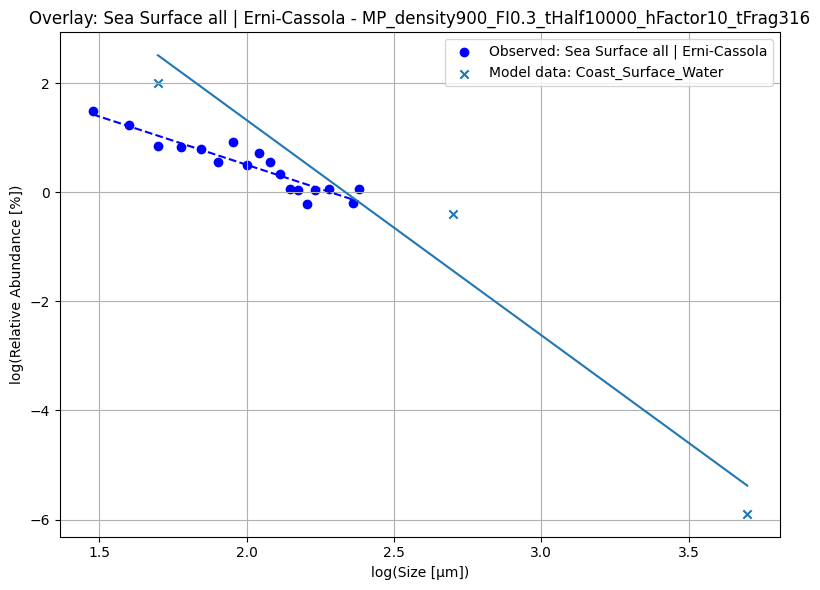 Overlay: Sea Surface all | Erni-Cassola - MP_density900_FI0.3_tHalf10000_hFactor10_tFrag316
Observed: Sea Surface all | Erni-Cassola
Model data: Coast_Surface_Water
log(Relative Abundance [%])
2
0
−2
−4
−6
1.5 2.0 2.5 3.0 3.5
log(Size [μm])